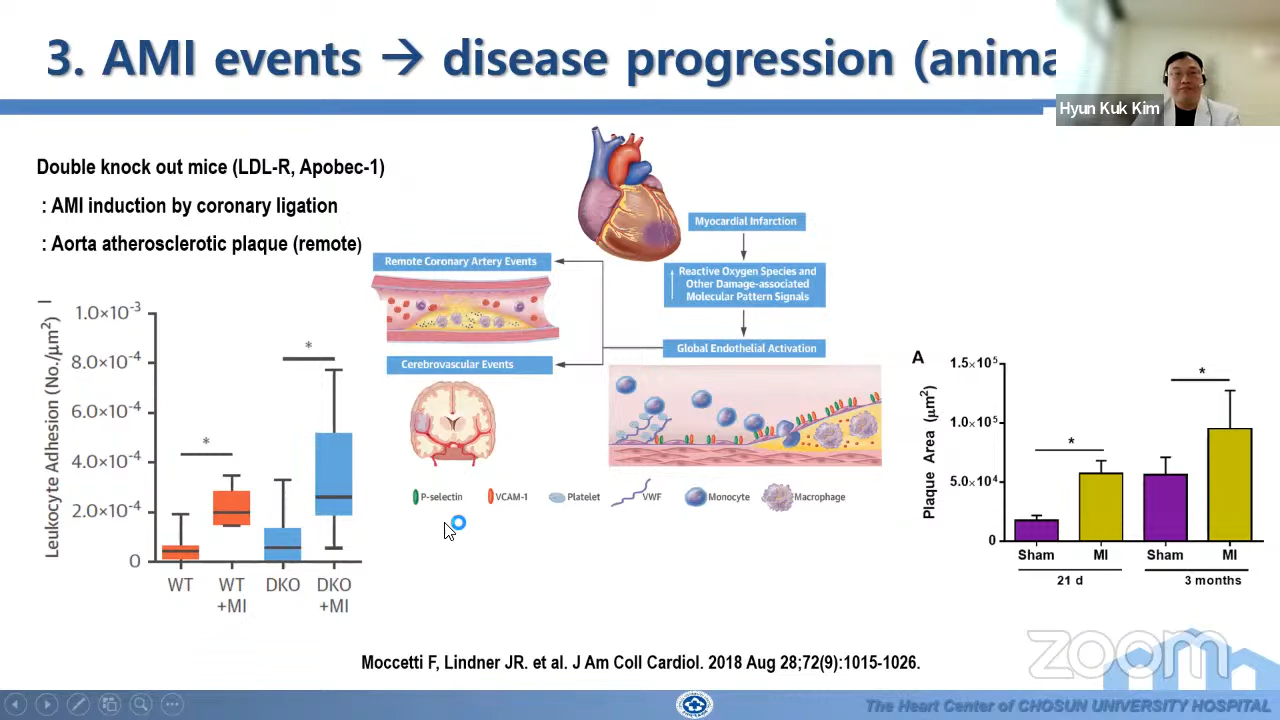 3. AMI events → disease progression (anima
Hyun Kuk Kim
Double knock out mice (LDL-R, Apobec-1)
: AMI induction by coronary ligation
: Aorta atherosclerotic plaque (remote)
Myocardial Infarction
Remote Coronary Artery Events
↑ Reactive Oxygen Species and
Other Damage-associated
Molecular Pattern Signals
Global Endothelial Activation
Cerebrovascular Events
P-selectin
VCAM-1
Platelet
VWF
Monocyte
Macrophage
I
Leukocyte Adhesion (No./μm²)
1.0×10⁻³
8.0×10⁻⁴
6.0×10⁻⁴
4.0×10⁻⁴
2.0×10⁻⁴
0
*
*
WT
WT
+MI
DKO
DKO
+MI
A
Plaque Area (μm²)
1.5×10⁵
1.0×10⁵
5.0×10⁴
0
*
*
Sham
MI
Sham
MI
21 d
3 months
Moccetti F, Lindner JR. et al. J Am Coll Cardiol. 2018 Aug 28;72(9):1015-1026.
zoom
The Heart Center of CHOSUN UNIVERSITY HOSPITAL